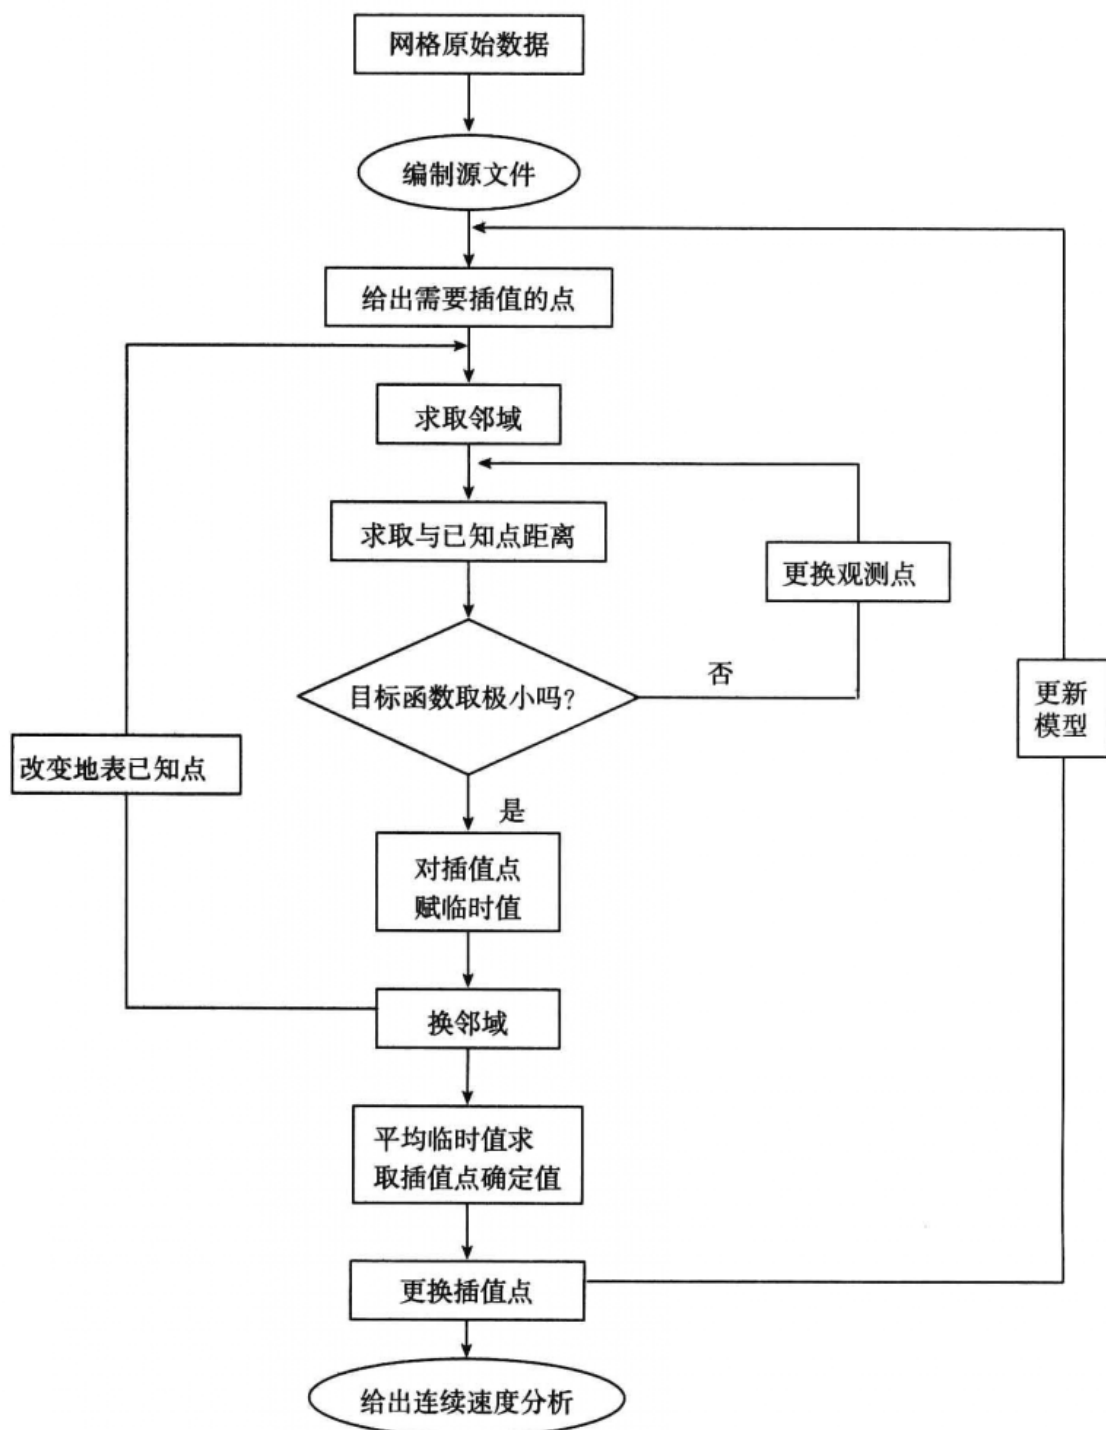 网格原始数据
编制源文件
给出需要插值的点
求取邻域
求取与已知点距离
更换观测点
否
目标函数取极小吗?
更新
模型
改变地表已知点
是
对插值点
赋临时值
换邻域
平均临时值求
取插值点确定值
更换插值点
给出连续速度分析